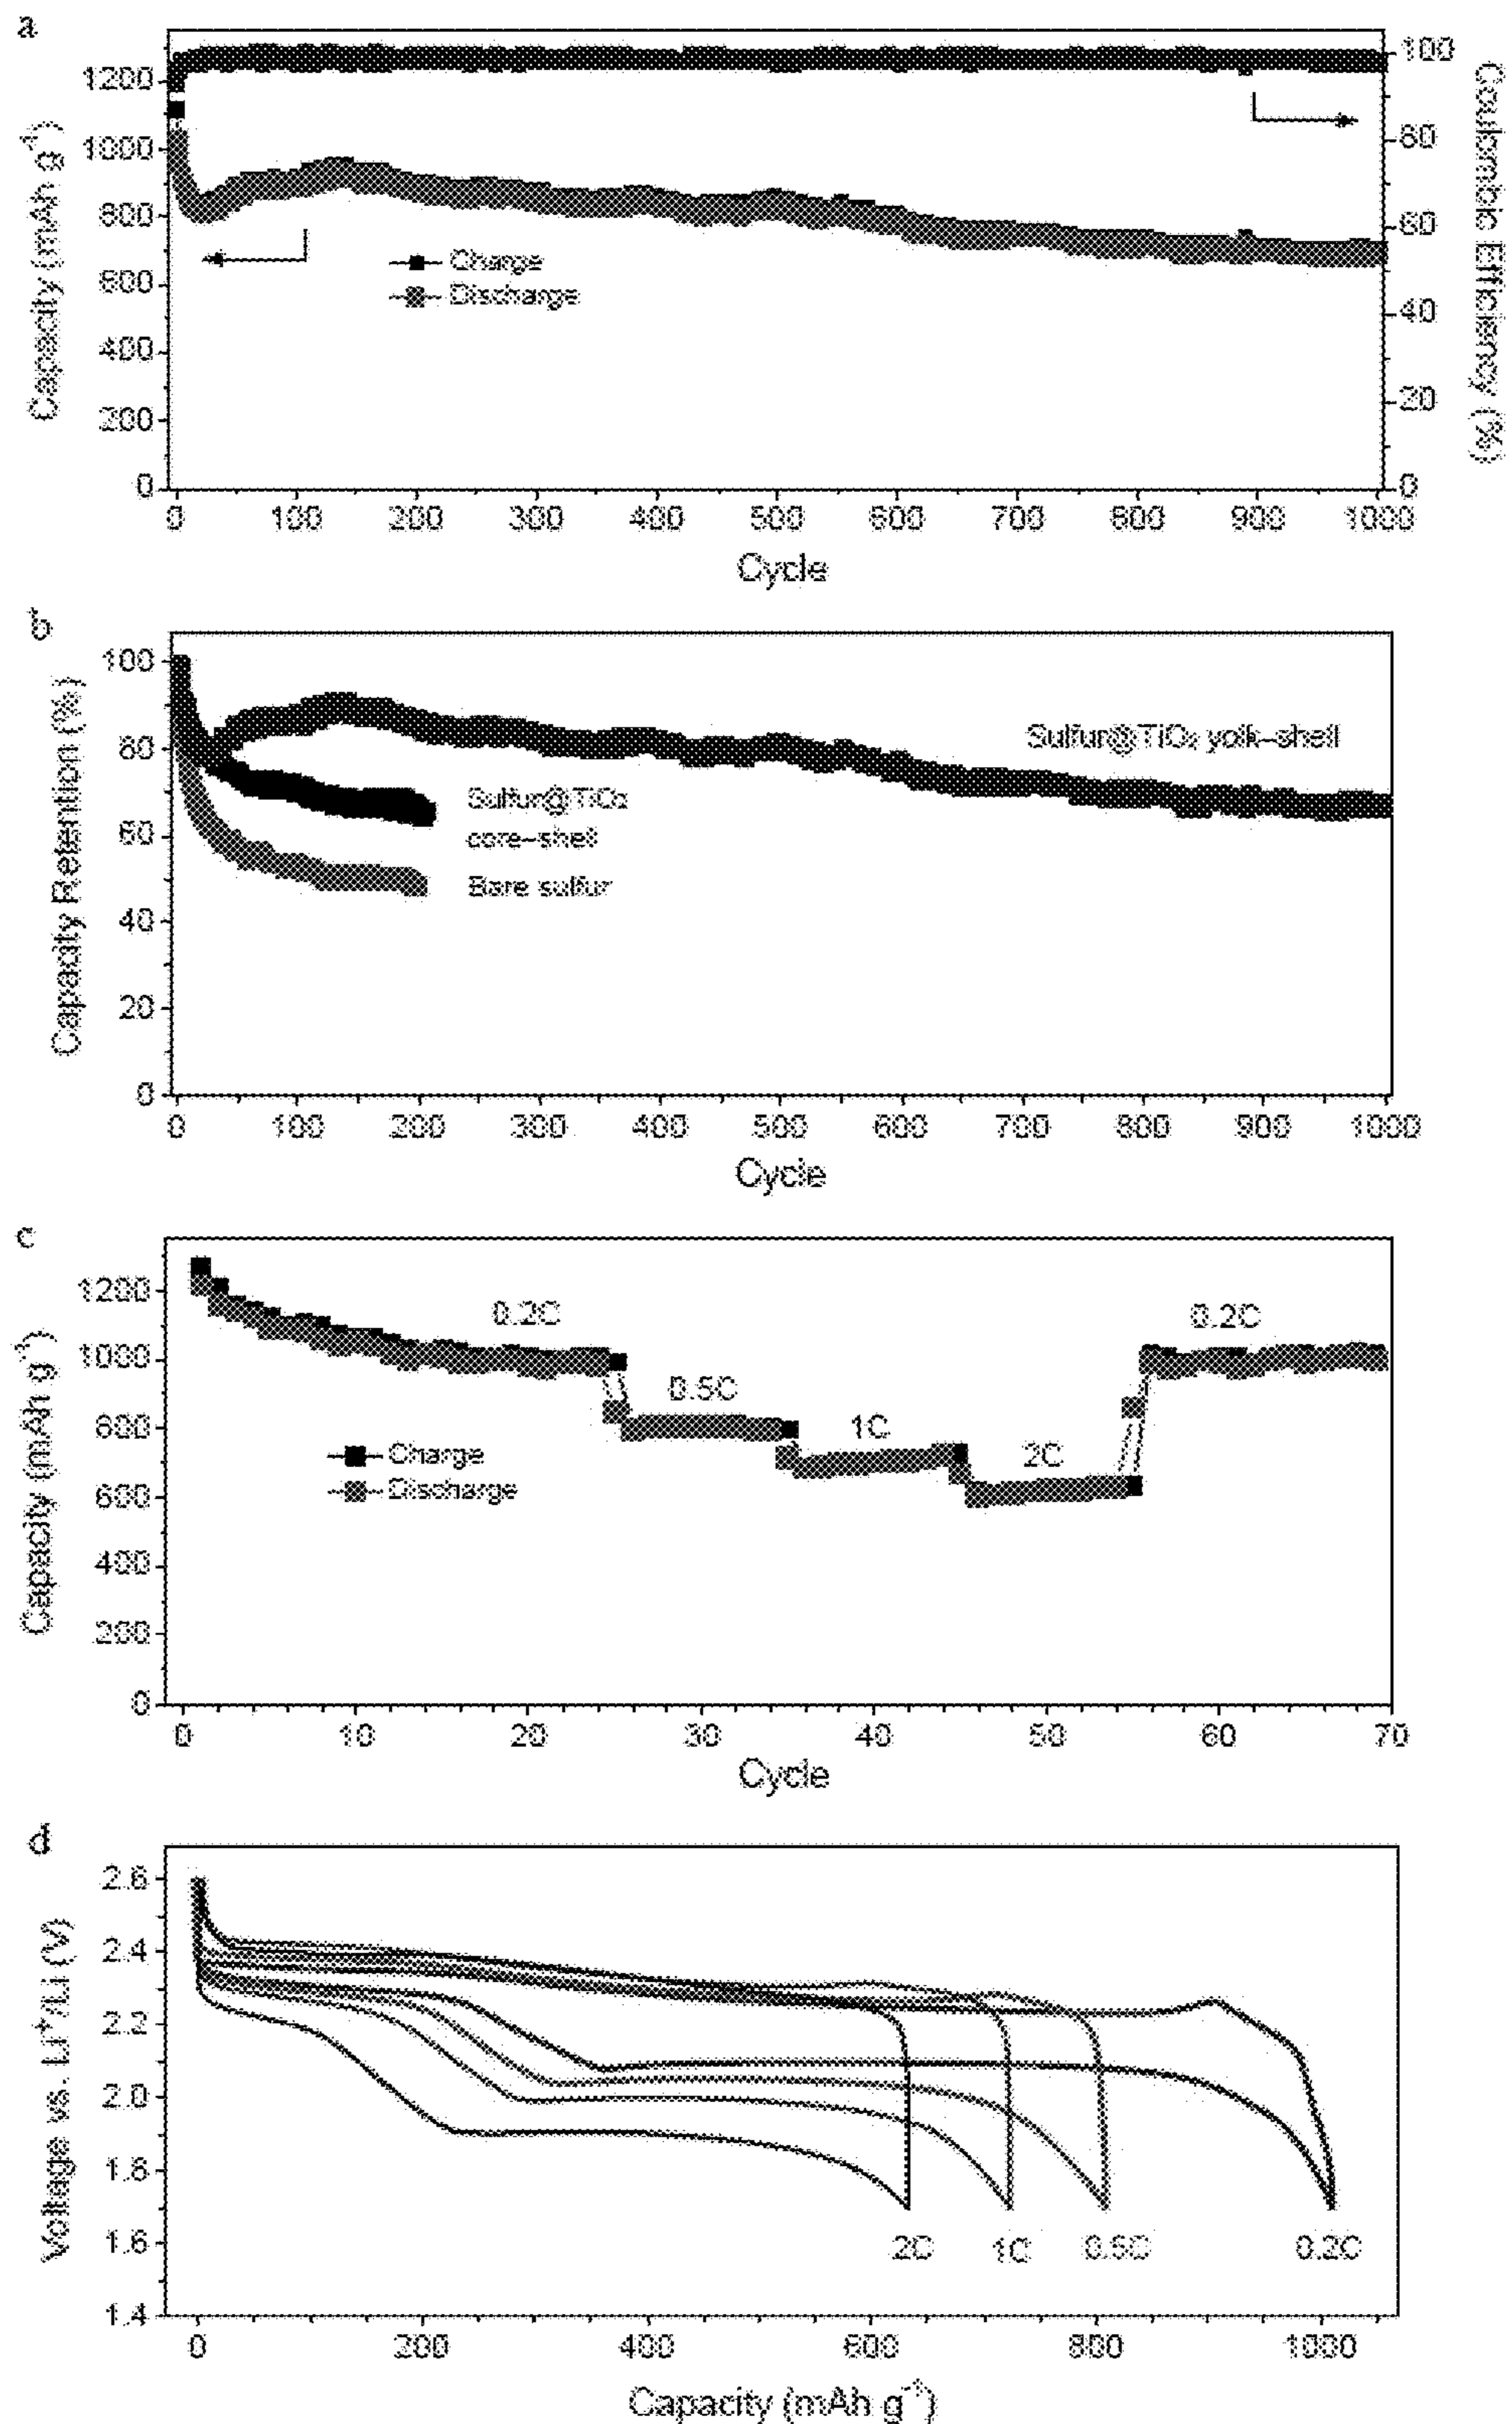 a
Capacity (mAh g⁻¹)
1200
1000
800
600
400
200
0
100
80
60
40
20
0
Coulombic Efficiency (%)
Charge
Discharge
0 100 200 300 400 500 600 700 800 900 1000
Cycle
b
Capacity Retention (%)
100
80
60
40
20
0
Sulfur@TiO₂ yolk–shell
Sulfur@TiO₂
core–shell
Bare sulfur
0 100 200 300 400 500 600 700 800 900 1000
Cycle
c
Capacity (mAh g⁻¹)
1200
1000
800
600
400
200
0
0.2C
0.5C
1C
2C
0.2C
Charge
Discharge
0 10 20 30 40 50 60 70
Cycle
d
Voltage vs. Li⁺/Li (V)
2.6
2.4
2.2
2.0
1.8
1.6
1.4
2C 1C 0.5C 0.2C
0 200 400 600 800 1000
Capacity (mAh g⁻¹)